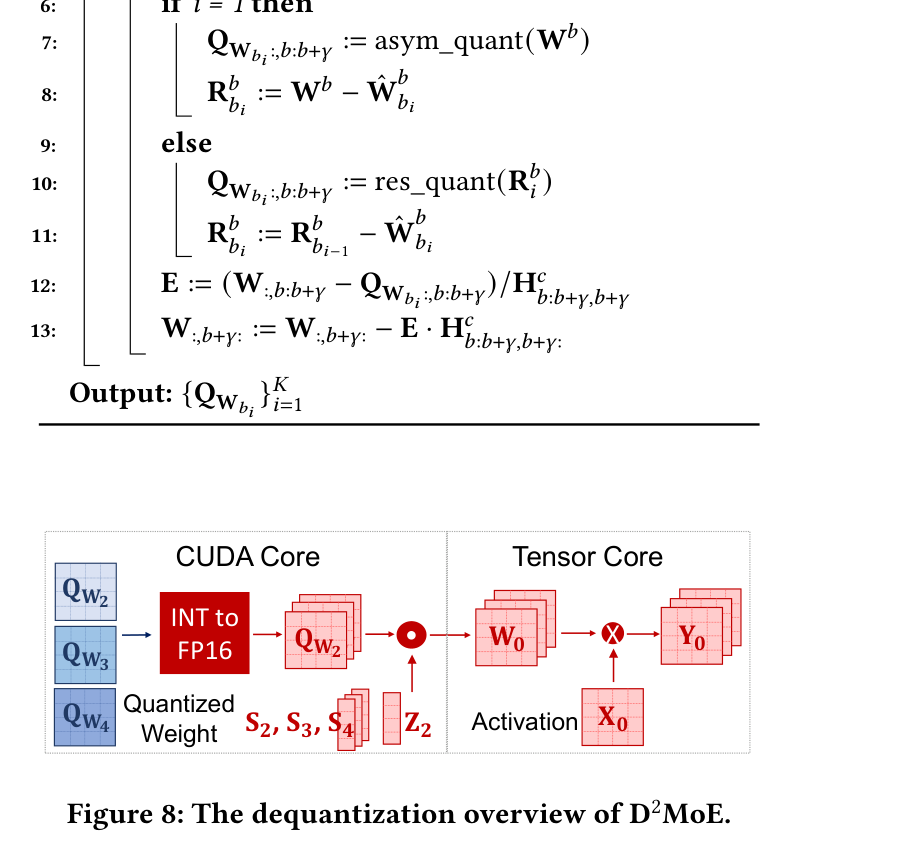 6: if i = 1 then
7: Q_{W_{b_i}:,b:b+γ} := asym_quant(W^b)
8: R^b_{b_i} := W^b − Ŵ^b_{b_i}
9: else
10: Q_{W_{b_i}:,b:b+γ} := res_quant(R^b_i)
11: R^b_{b_i} := R^b_{b_{i−1}} − Ŵ^b_{b_i}
12: E := (W_{:,b:b+γ} − Q_{W_{b_i}:,b:b+γ})/H^c_{b:b+γ,b+γ}
13: W_{:,b+γ:} := W_{:,b+γ:} − E · H^c_{b:b+γ,b+γ:}
Output: {Q_{W_{b_i}}}^K_{i=1}
CUDA Core
Tensor Core
Q_{W_2}
Q_{W_3}
Q_{W_4}
INT to
FP16
Q_{W_2}
W_0
X
Y_0
Quantized
Weight
S_2, S_3, S_4
Z_2
Activation
X_0
Figure 8: The dequantization overview of D²MoE.